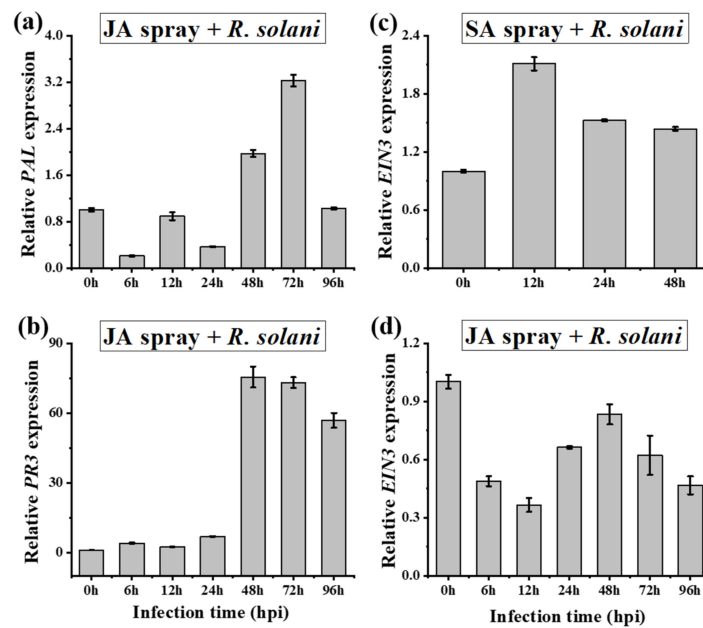 (a)
JA spray + R. solani
Relative PAL expression
4.0
3.2
2.4
1.6
0.8
0.0
0h 6h 12h 24h 48h 72h 96h
(c)
SA spray + R. solani
Relative EIN3 expression
2.4
1.8
1.2
0.6
0.0
0h 12h 24h 48h
(b)
JA spray + R. solani
Relative PR3 expression
90
60
30
0
0h 6h 12h 24h 48h 72h 96h
Infection time (hpi)
(d)
JA spray + R. solani
Relative EIN3 expression
1.2
0.9
0.6
0.3
0.0
0h 6h 12h 24h 48h 72h 96h
Infection time (hpi)